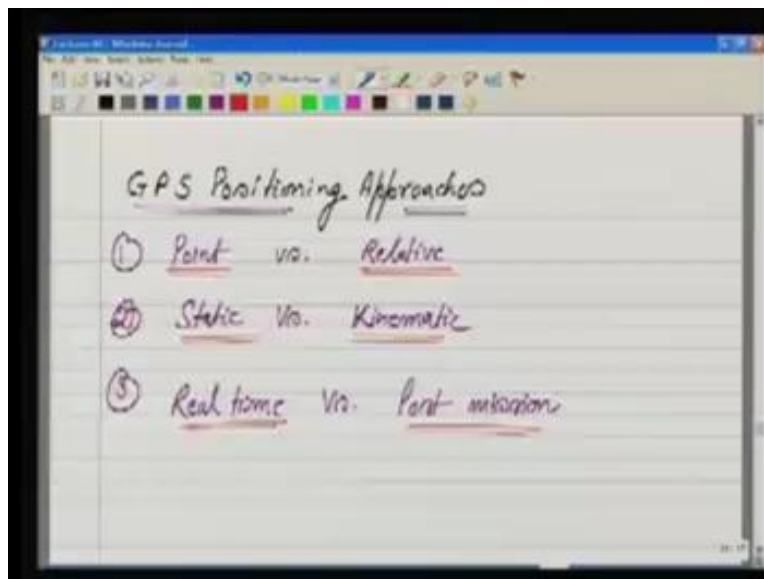 GPS Positioning Approaches
① Point vs. Relative
② Static Vs. Kinematic
③ Real time Vs. Post mission